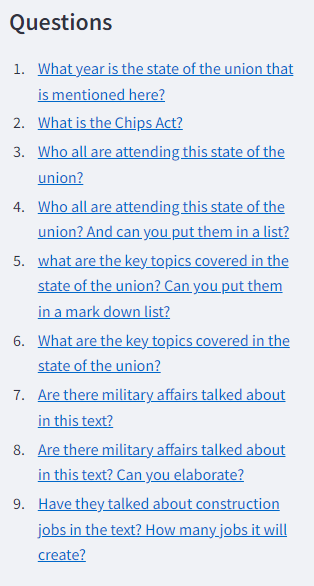 Questions
1. What year is the state of the union that
is mentioned here?
2. What is the Chips Act?
3. Who all are attending this state of the
union?
4. Who all are attending this state of the
union? And can you put them in a list?
5. what are the key topics covered in the
state of the union? Can you put them
in a mark down list?
6. What are the key topics covered in the
state of the union?
7. Are there military affairs talked about
in this text?
8. Are there military affairs talked about
in this text? Can you elaborate?
9. Have they talked about construction
jobs in the text? How many jobs it will
create?